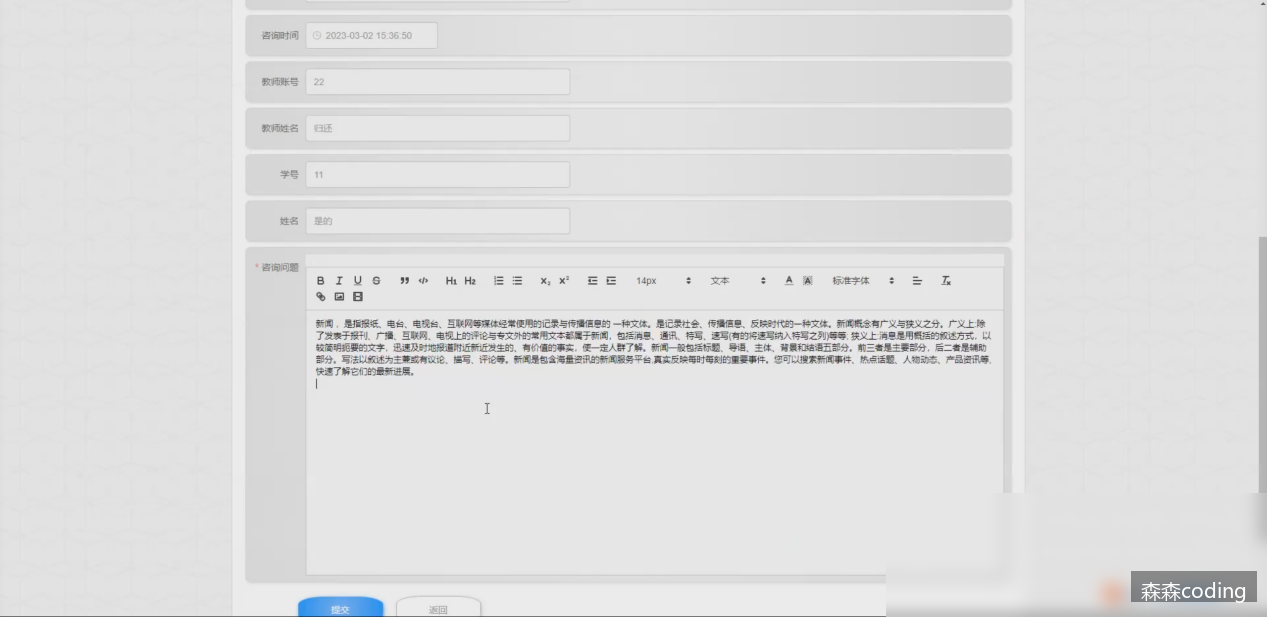 咨询时间 2023-03-02 15:36:50
教师账号 22
教师姓名 归还
学号 11
姓名 是的
* 咨询问题
B I U S ” </> H1 H2 X₂ X² 14px 文本 A A 标准字体 Tx
新闻，是指报纸、电台、电视台、互联网等媒体经常使用的记录与传播信息的 一种文体。是记录社会、传播信息、反映时代的一种文体。新闻概念有广义与狭义之分。广义上:除
了发表于报刊、广播、互联网、电视上的评论与专文外的常用文本都属于新闻，包括消息、通讯、特写、速写(有的将速写纳入特写之列)等等; 狭义上:消息是用概括的叙述方式，以
较简明扼要的文字，迅速及时地报道附近新近发生的、有价值的事实，使一定人群了解。新闻一般包括标题、导语、主体、背景和结语五部分。前三者是主要部分，后二者是辅助
部分。写法以叙述为主兼或有议论、描写、评论等。新闻是包含海量资讯的新闻服务平台,真实反映每时每刻的重要事件。您可以搜索新闻事件、热点话题、人物动态、产品资讯等,
快速了解它们的最新进展。
提交 返回
森森coding